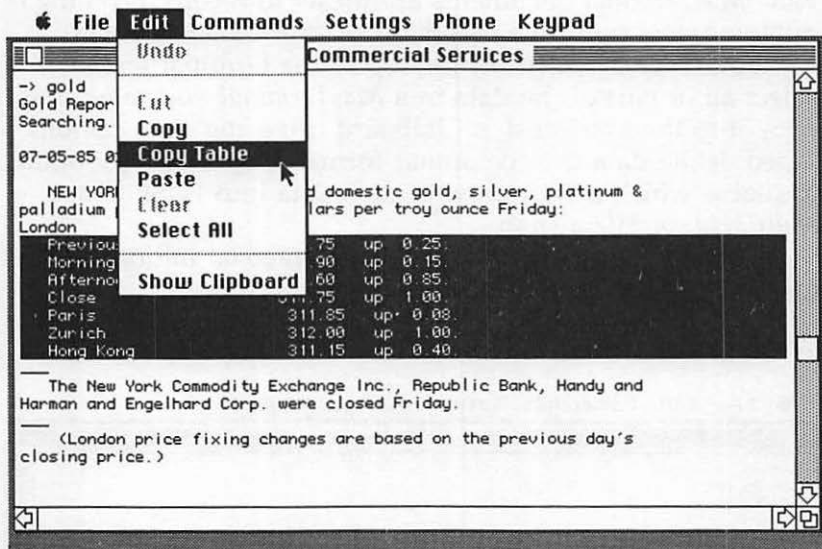 File Edit Commands Settings Phone Keypad
Commercial Services
Undo
Cut
Copy
Copy Table
Paste
Clear
Select All
Show Clipboard
-> gold
Gold Repor
Searching.
07-05-85
NEW YORK d domestic gold, silver, platinum &
palladium lars per troy ounce Friday:
London
Previou .75 up 0.25.
Morning .90 up 0.15.
Afterno .60 up 0.85.
Close .75 up 1.00.
Paris 311.85 up 0.08.
Zurich 312.00 up 1.00.
Hong Kong 311.15 up 0.40.
The New York Commodity Exchange Inc., Republic Bank, Handy and
Harman and Engelhard Corp. were closed Friday.
(London price fixing changes are based on the previous day's
closing price.)